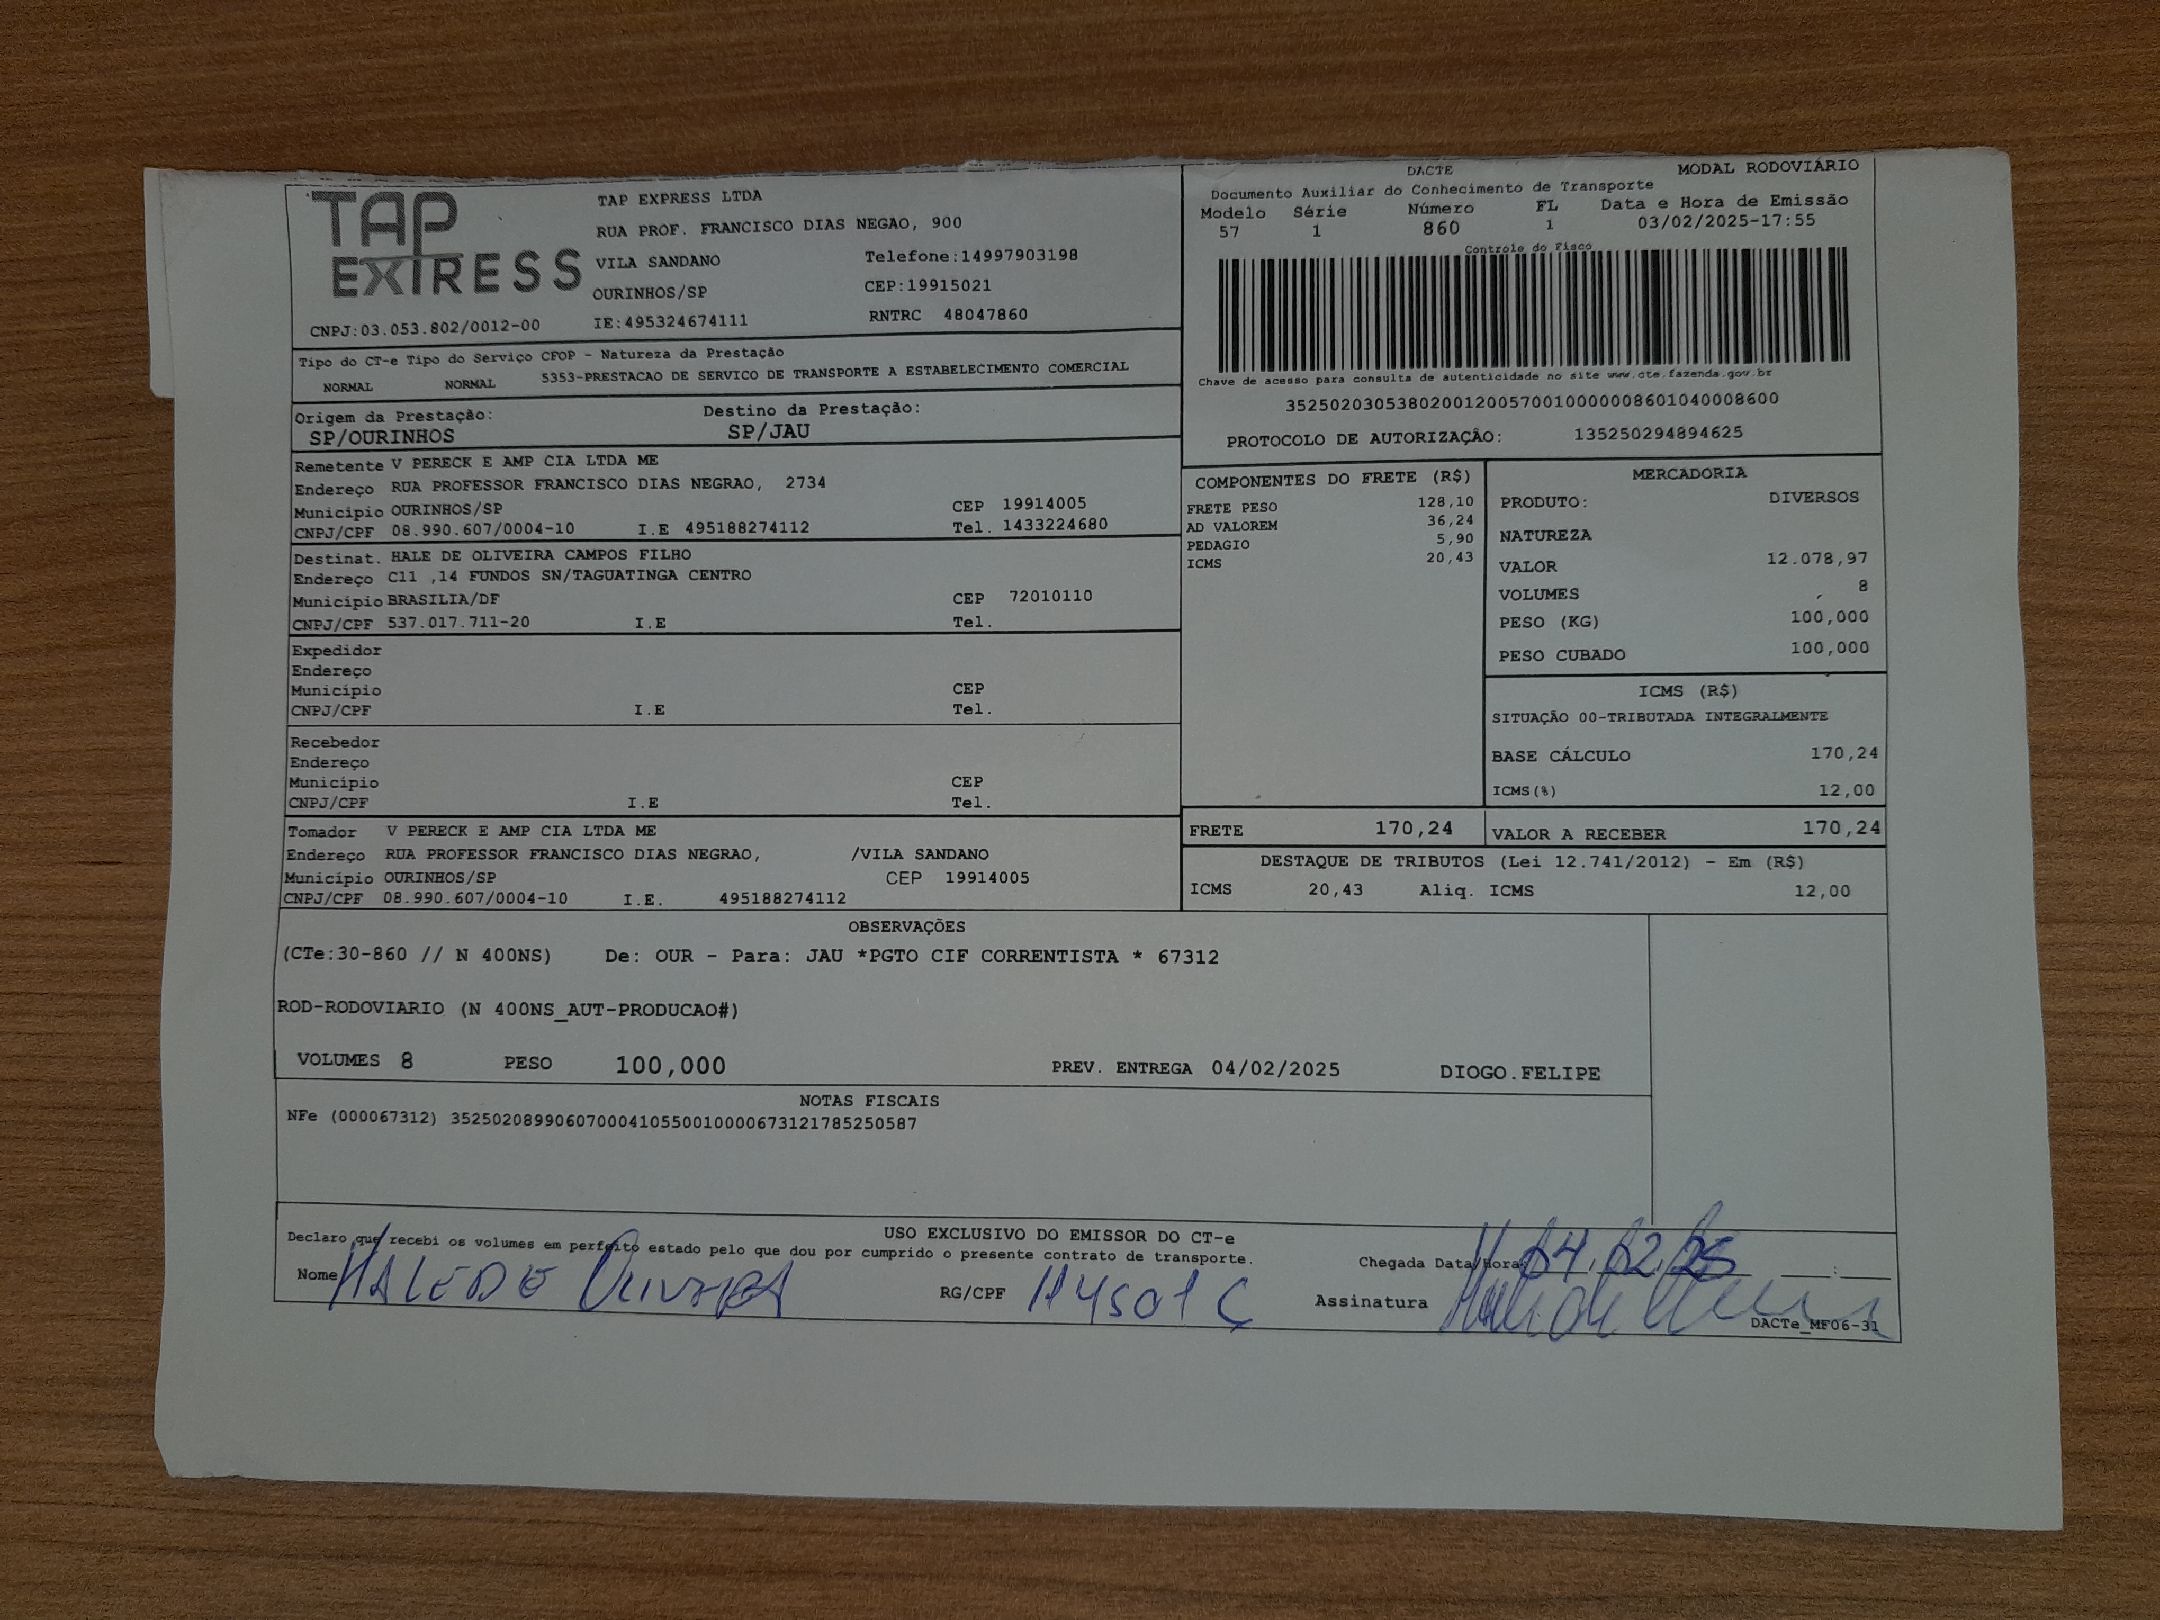 TAP
EXPRESS
TAP EXPRESS LTDA
RUA PROF. FRANCISCO DIAS NEGAO, 900
VILA SANDANO Telefone:14997903198
OURINHOS/SP CEP:19915021
CNPJ:03.053.802/0012-00 IE:495324674111 RNTRC 48047860
Tipo do CT-e Tipo do Serviço CFOP - Natureza da Prestação
NORMAL NORMAL 5353-PRESTACAO DE SERVICO DE TRANSPORTE A ESTABELECIMENTO COMERCIAL
Origem da Prestação: Destino da Prestação:
SP/OURINHOS SP/JAU
Remetente V PERECK E AMP CIA LTDA ME
Endereço RUA PROFESSOR FRANCISCO DIAS NEGRAO, 2734
Município OURINHOS/SP CEP 19914005
CNPJ/CPF 08.990.607/0004-10 I.E 495188274112 Tel. 1433224680
Destinat. HALE DE OLIVEIRA CAMPOS FILHO
Endereço C11 ,14 FUNDOS SN/TAGUATINGA CENTRO
Município BRASILIA/DF CEP 72010110
CNPJ/CPF 537.017.711-20 I.E Tel.
Expedidor
Endereço
Município CEP
CNPJ/CPF I.E Tel.
Recebedor
Endereço
Município CEP
CNPJ/CPF I.E Tel.
Tomador V PERECK E AMP CIA LTDA ME
Endereço RUA PROFESSOR FRANCISCO DIAS NEGRAO, /VILA SANDANO
Município OURINHOS/SP CEP 19914005
CNPJ/CPF 08.990.607/0004-10 I.E. 495188274112
DACTE MODAL RODOVIÁRIO
Documento Auxiliar do Conhecimento de Transporte
Modelo Série Número FL Data e Hora de Emissão
57 1 860 1 03/02/2025-17:55
Controle do Fisco
Chave de acesso para consulta de autenticidade no site www.cte.fazenda.gov.br
35250203053802001200570010000008601040008600
PROTOCOLO DE AUTORIZAÇÃO: 135250294894625
COMPONENTES DO FRETE (R$)
FRETE PESO 128,10
AD VALOREM 36,24
PEDAGIO 5,90
ICMS 20,43
MERCADORIA
PRODUTO: DIVERSOS
NATUREZA
VALOR 12.078,97
VOLUMES 8
PESO (KG) 100,000
PESO CUBADO 100,000
ICMS (R$)
SITUAÇÃO 00-TRIBUTADA INTEGRALMENTE
BASE CÁLCULO 170,24
ICMS(%) 12,00
FRETE 170,24 VALOR A RECEBER 170,24
DESTAQUE DE TRIBUTOS (Lei 12.741/2012) - Em (R$)
ICMS 20,43 Aliq. ICMS 12,00
OBSERVAÇÕES
(CTe:30-860 // N 400NS) De: OUR - Para: JAU *PGTO CIF CORRENTISTA * 67312
ROD-RODOVIARIO (N 400NS_AUT-PRODUCAO#)
VOLUMES 8 PESO 100,000 PREV. ENTREGA 04/02/2025 DIOGO.FELIPE
NOTAS FISCAIS
NFe (000067312) 35250208990607000410550010000673121785250587
USO EXCLUSIVO DO EMISSOR DO CT-e
Declaro que recebi os volumes em perfeito estado pelo que dou por cumprido o presente contrato de transporte.
Chegada Data/Hora 04.02.25 __:__
Nome HALE DE OLIVEIRA RG/CPF Assinatura
DACTe_MF06-31